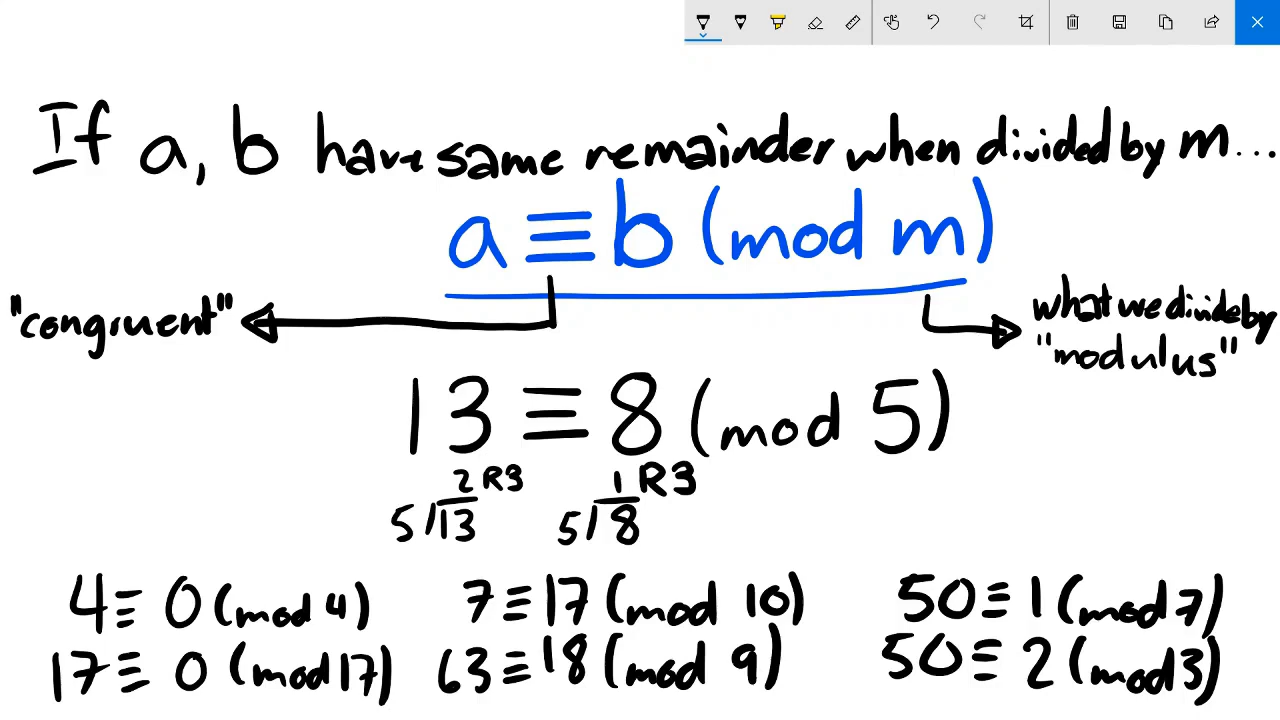 If a, b have same remainder when divided by m...
a ≡ b (mod m)
"congruent"
what we divide by
"modulus"
13 ≡ 8 (mod 5)
2 R3
1 R3
5/13
5/8
4 ≡ 0 (mod 4)
7 ≡ 17 (mod 10)
50 ≡ 1 (mod 7)
17 ≡ 0 (mod 17)
63 ≡ 18 (mod 9)
50 ≡ 2 (mod 3)